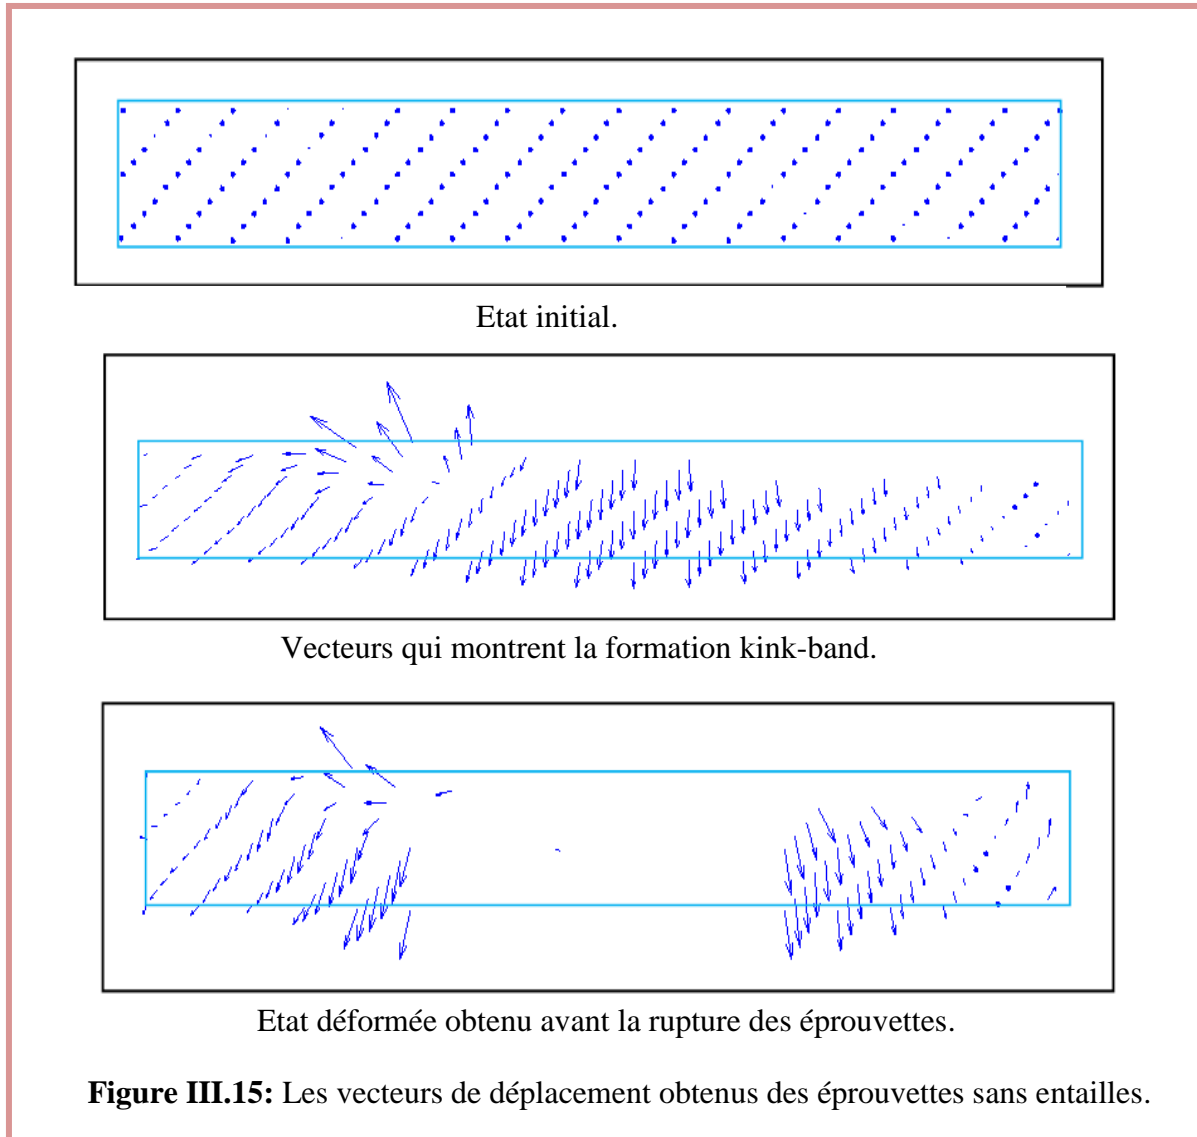 Etat initial.
Vecteurs qui montrent la formation kink-band.
Etat déformée obtenu avant la rupture des éprouvettes.
Figure III.15: Les vecteurs de déplacement obtenus des éprouvettes sans entailles.